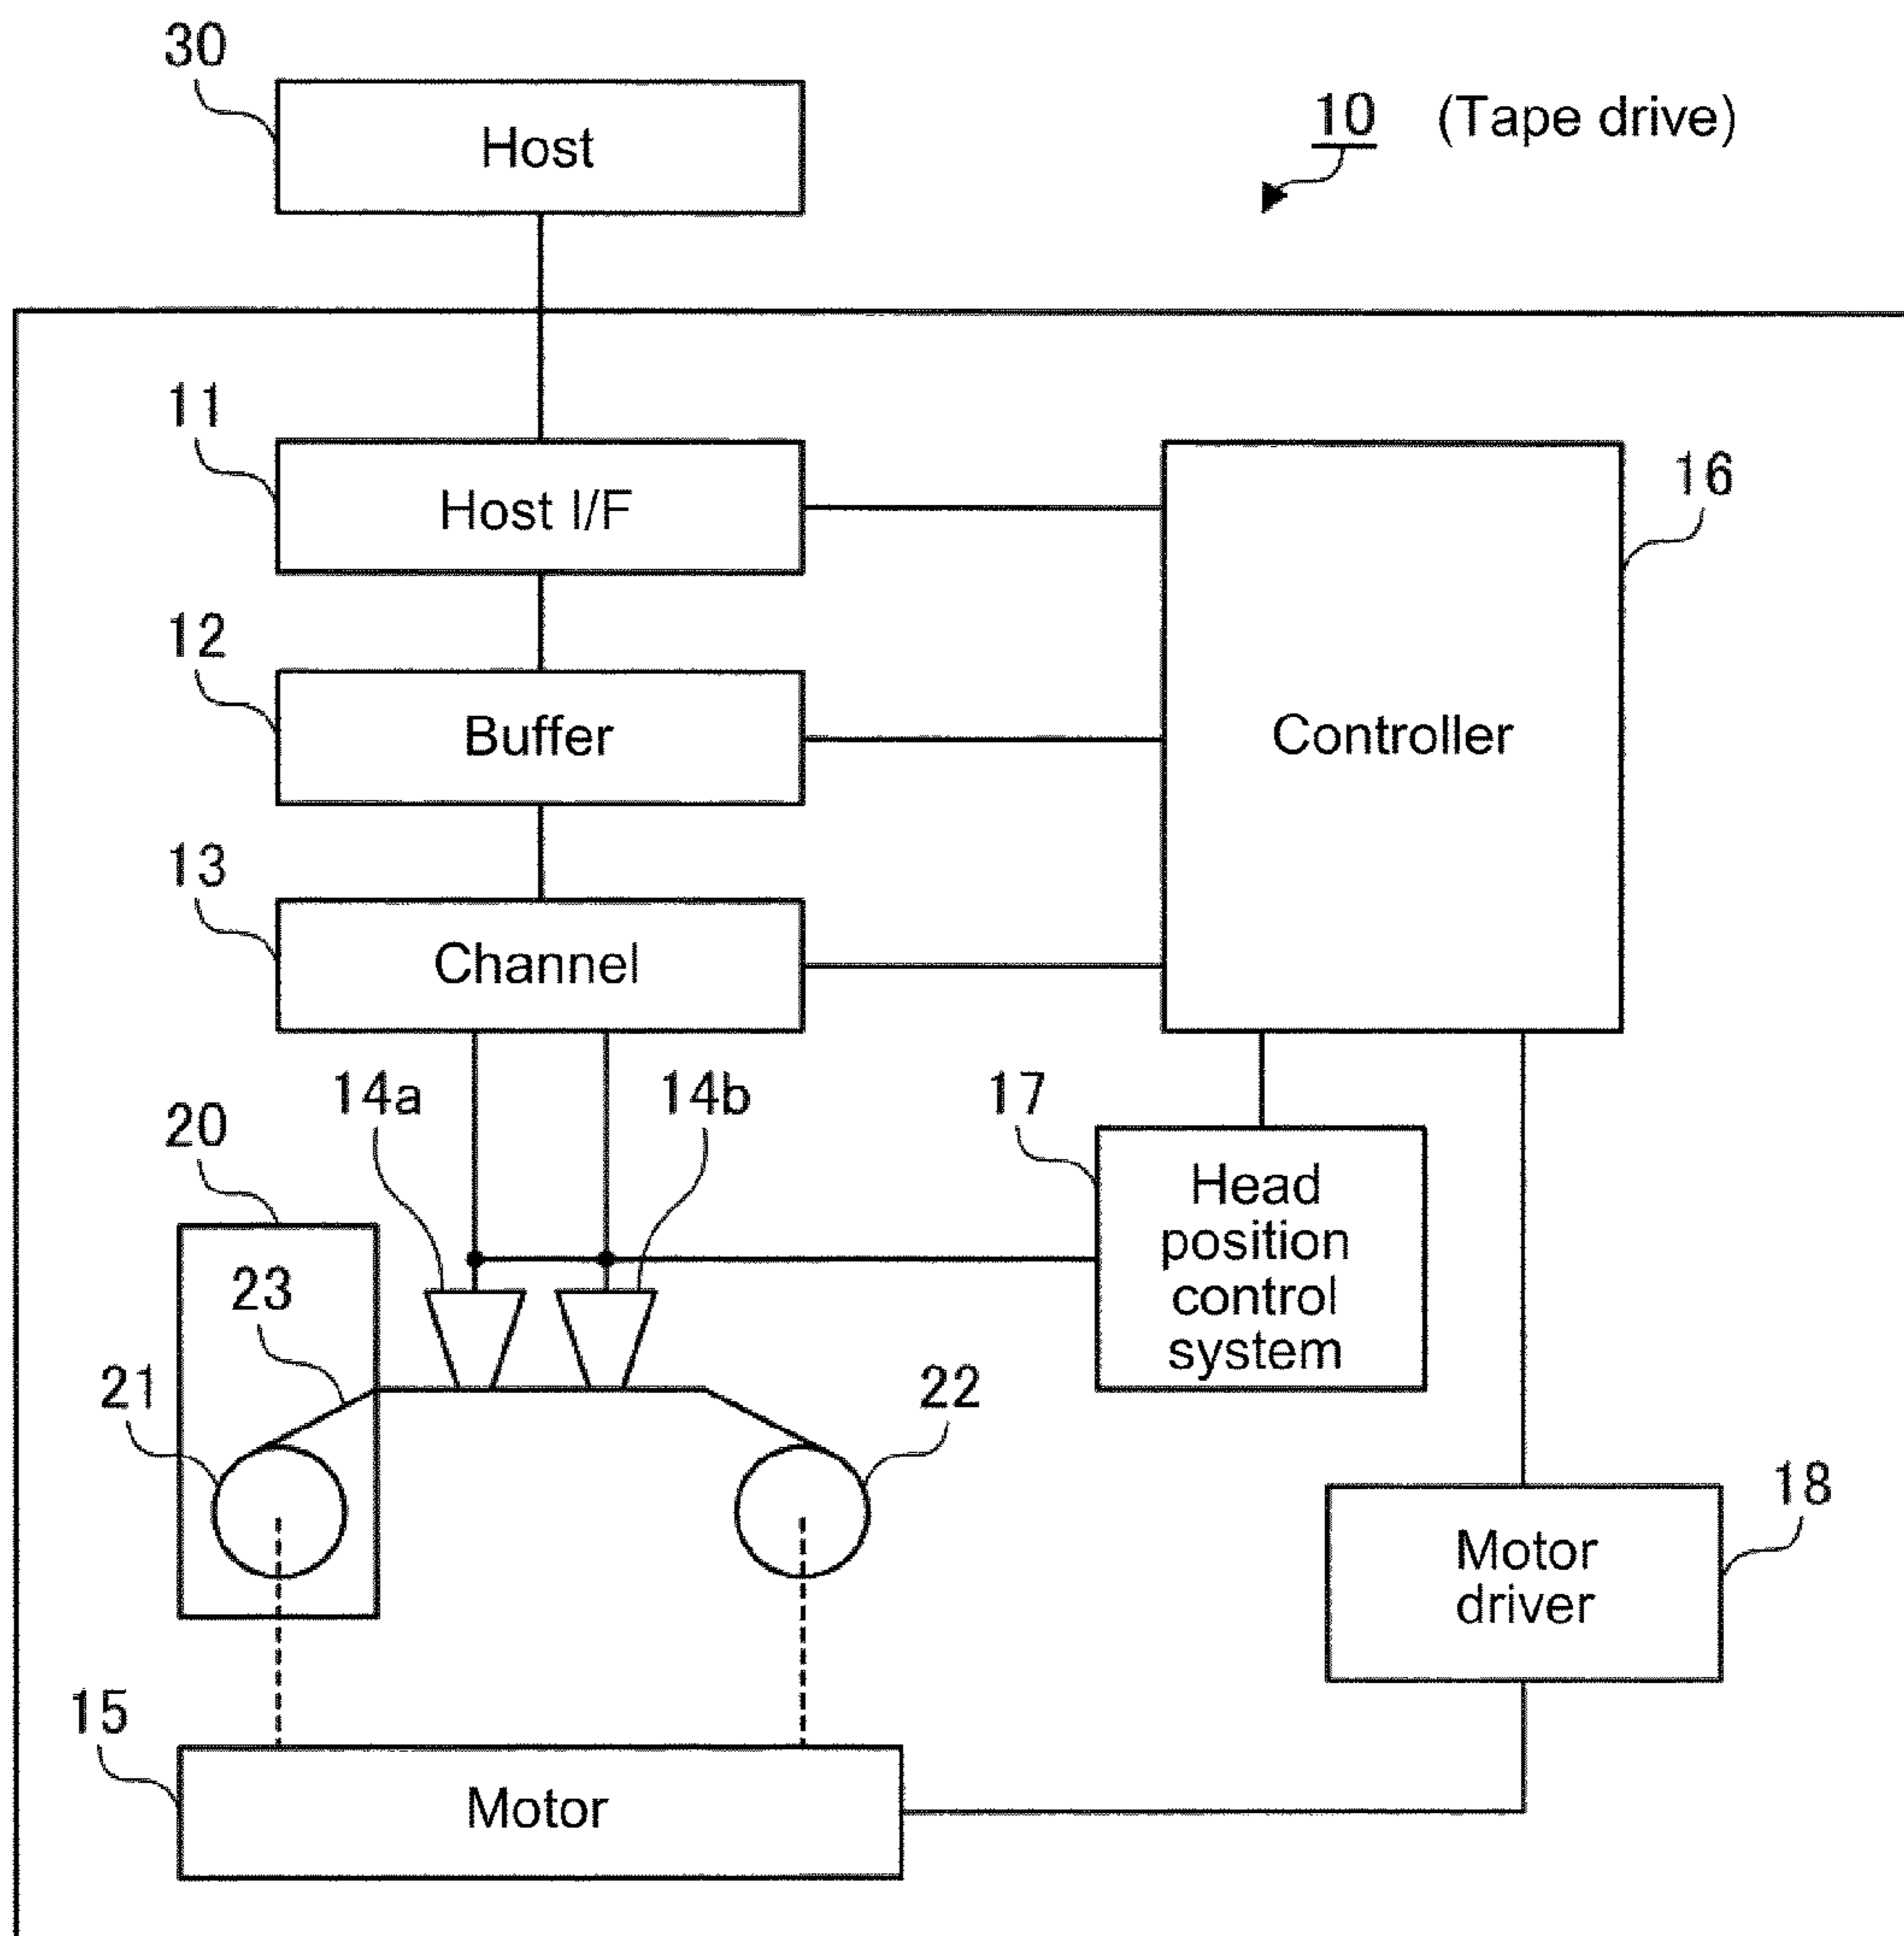 30
Host
10 (Tape drive)
11
Host I/F
16
12
Buffer
Controller
13
Channel
14a
14b
17
20
Head
position
control
system
23
21
22
18
Motor
driver
15
Motor